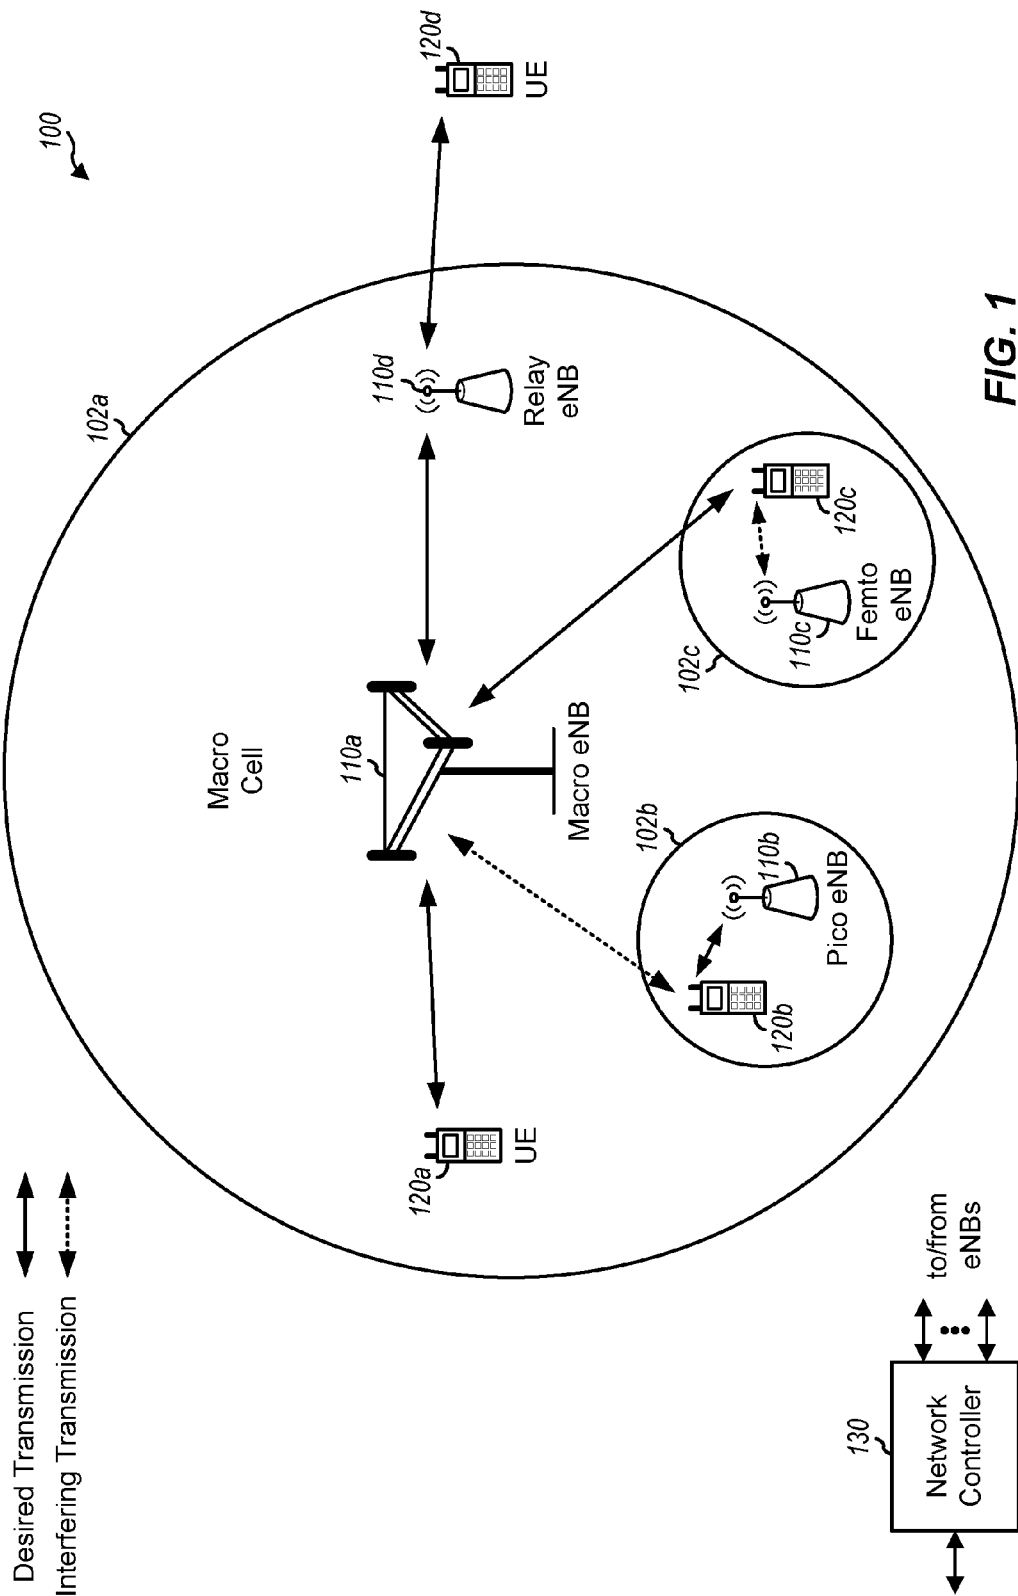 Desired Transmission
Interfering Transmission
100
102a
Macro
Cell
110a
Macro eNB
120a
UE
110d
Relay
eNB
120d
UE
102b
110b
Pico eNB
120b
102c
110c
Femto
eNB
120c
130
Network
Controller
to/from
eNBs
FIG. 1